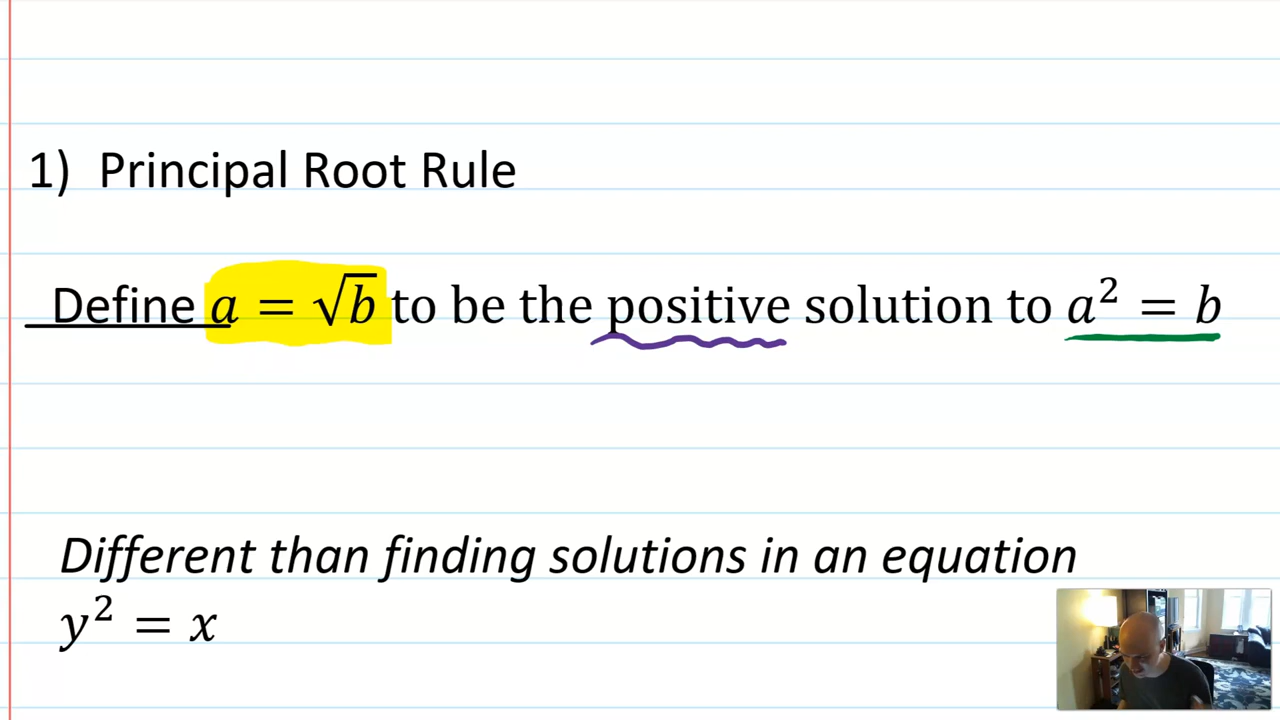 1) Principal Root Rule
Define a = √b to be the positive solution to a² = b
Different than finding solutions in an equation
y² = x